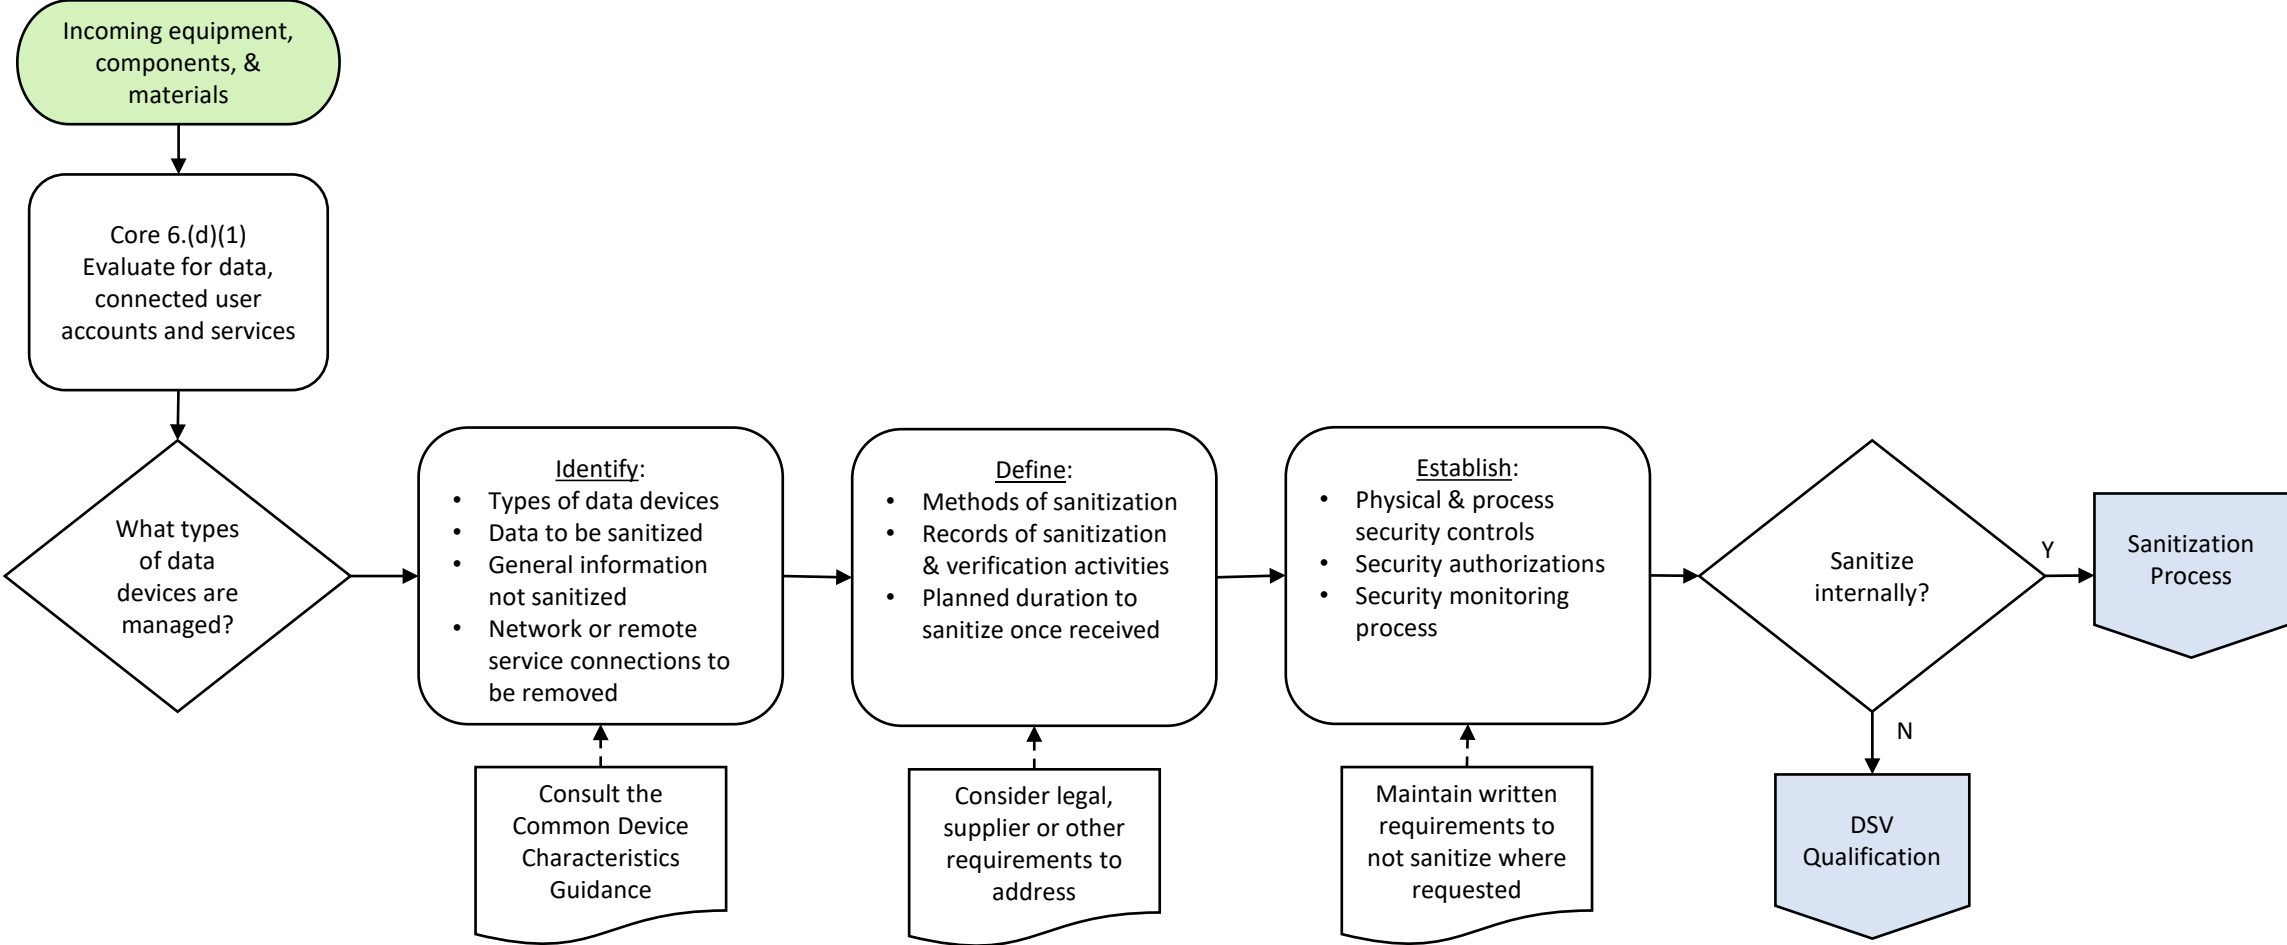 Incoming equipment,
components, &
materials
Core 6.(d)(1)
Evaluate for data,
connected user
accounts and services
What types
of data
devices are
managed?
Identify:
• Types of data devices
• Data to be sanitized
• General information
not sanitized
• Network or remote
service connections to
be removed
Consult the
Common Device
Characteristics
Guidance
Define:
• Methods of sanitization
• Records of sanitization
& verification activities
• Planned duration to
sanitize once received
Consider legal,
supplier or other
requirements to
address
Establish:
• Physical & process
security controls
• Security authorizations
• Security monitoring
process
Maintain written
requirements to
not sanitize where
requested
Sanitize
internally?
Y
Sanitization
Process
N
DSV
Qualification